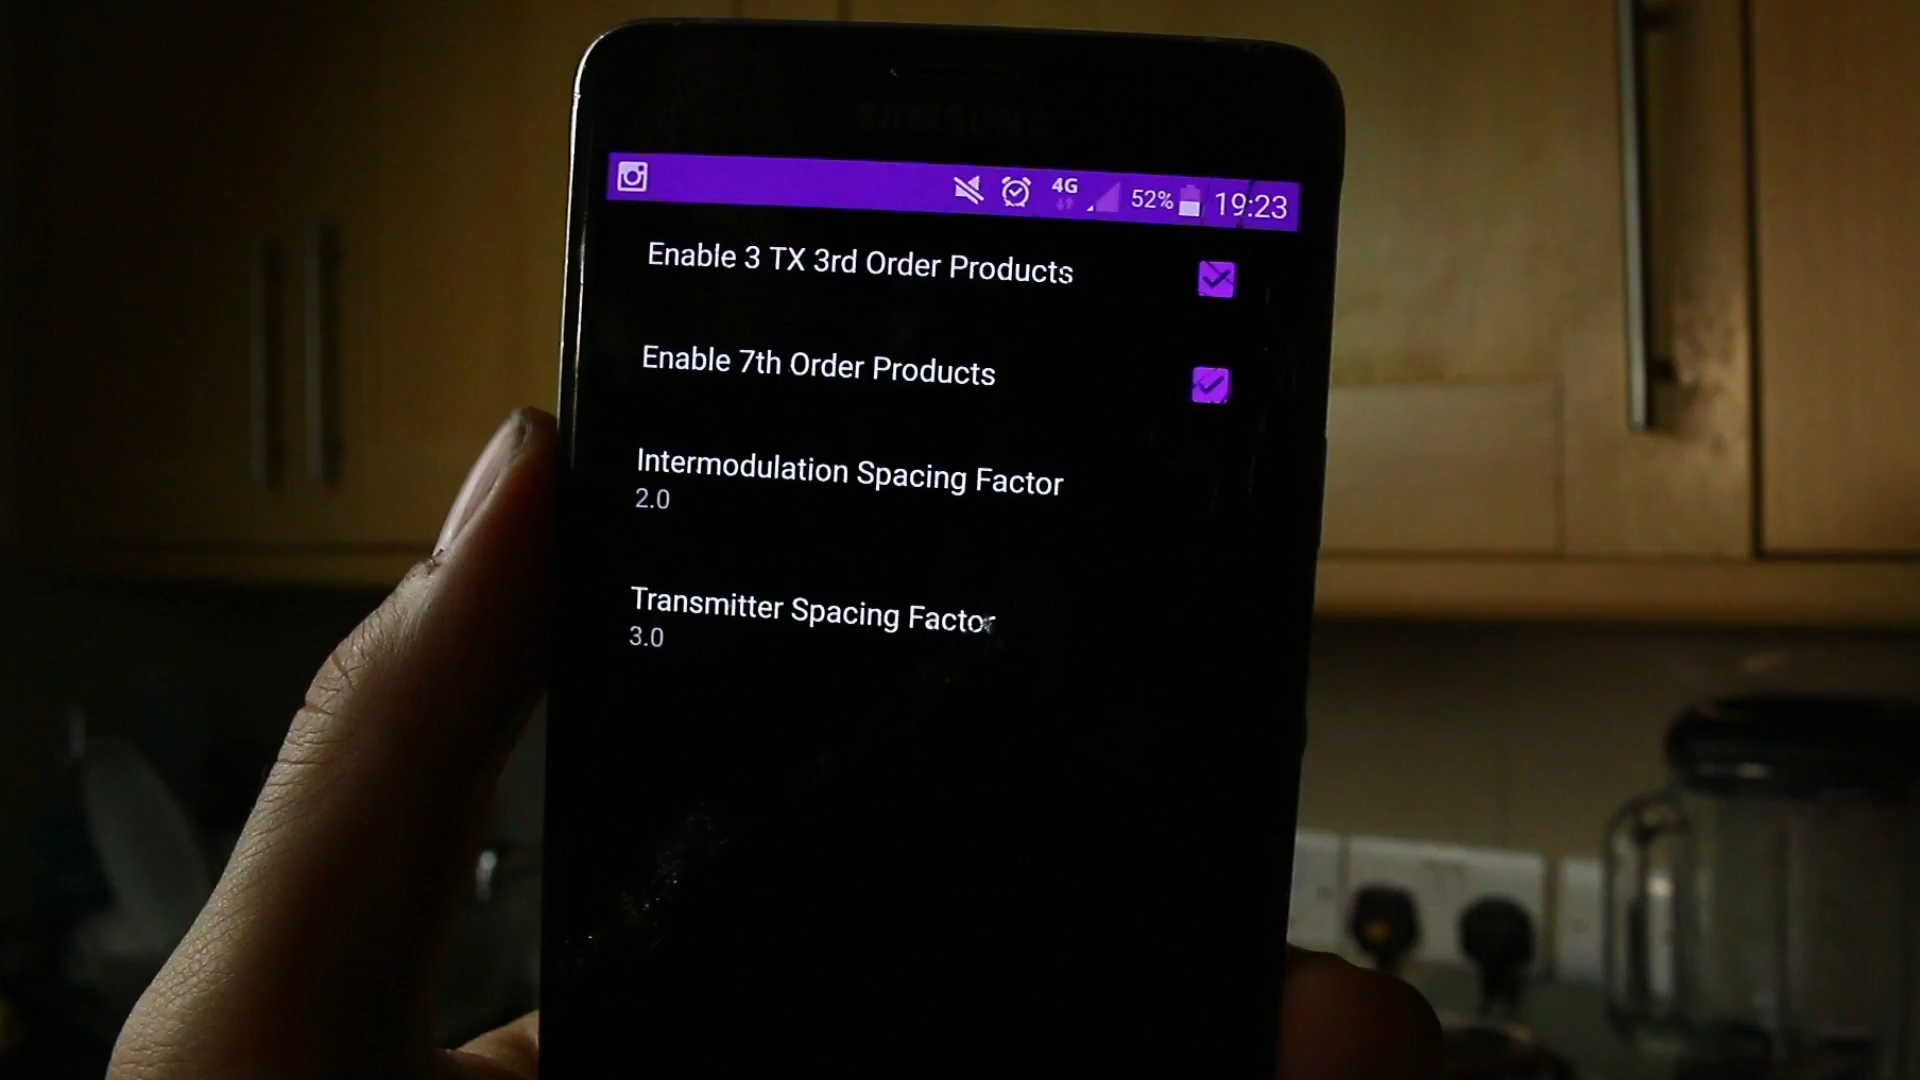 SAMSUNG
4G 52% 19:23
Enable 3 TX 3rd Order Products
Enable 7th Order Products
Intermodulation Spacing Factor
2.0
Transmitter Spacing Factor
3.0